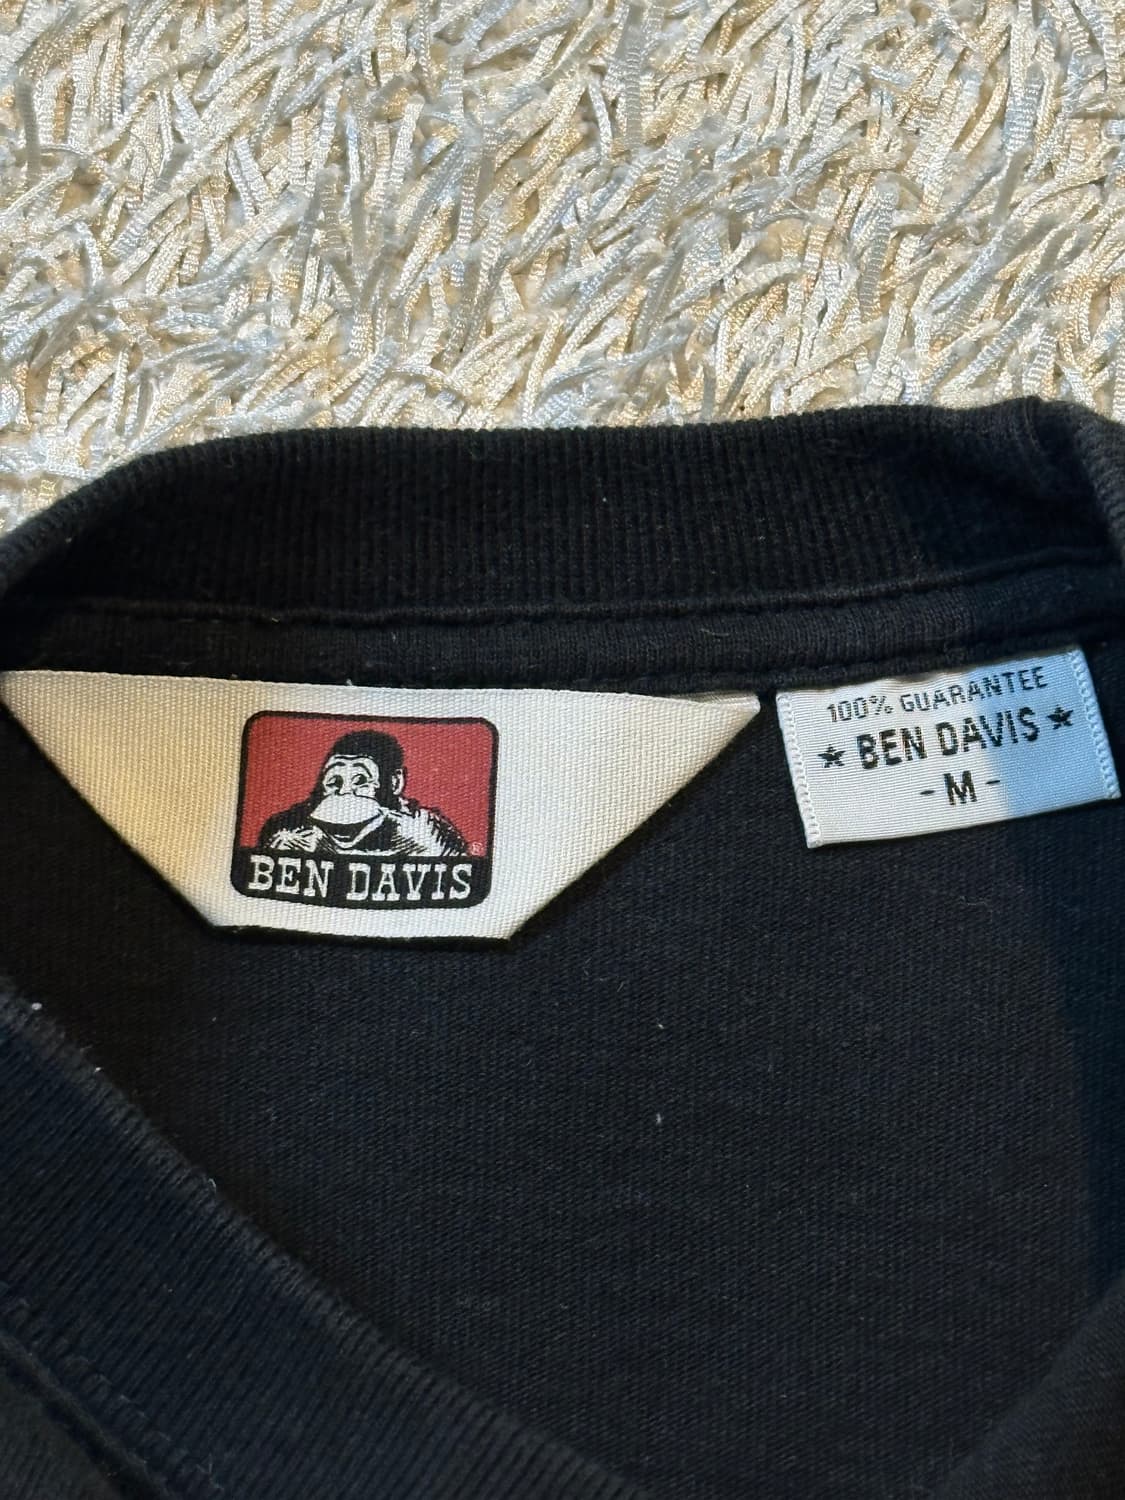 BEN DAVIS
100% GUARANTEE
★ BEN DAVIS ★
- M -